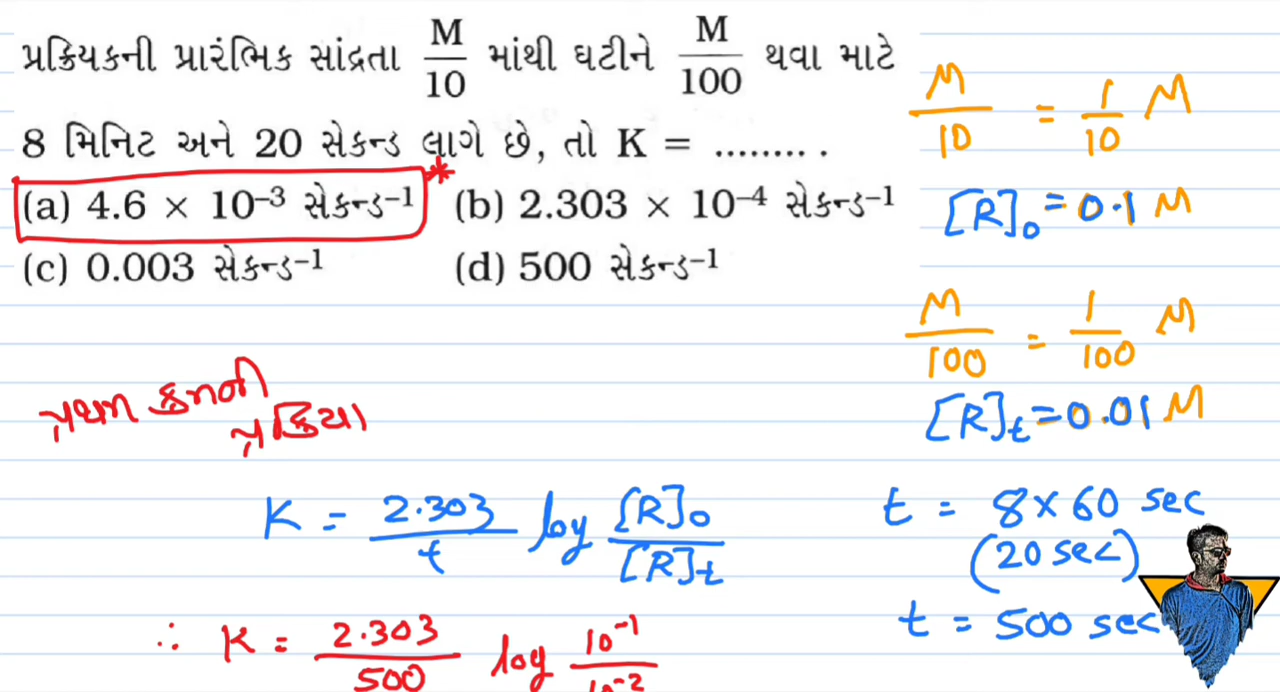 પ્રક્રિયકની પ્રારંભિક સાંદ્રતા M/10 માંથી ઘટીને M/100 થવા માટે
8 મિનિટ અને 20 સેકન્ડ લાગે છે, તો K = ........ .
(a) 4.6 × 10⁻³ સેકન્ડ⁻¹ *
(b) 2.303 × 10⁻⁴ સેકન્ડ⁻¹
(c) 0.003 સેકન્ડ⁻¹
(d) 500 સેકન્ડ⁻¹
M/10 = 1/10 M
[R]₀ = 0.1 M
M/100 = 1/100 M
[R]t = 0.01 M
પ્રથમ ક્રમની
પ્રક્રિયા
K = 2.303/t log [R]₀/[R]t
t = 8 × 60 sec
(20 sec)
t = 500 sec
∴ K = 2.303/500 log 10⁻¹/10⁻²